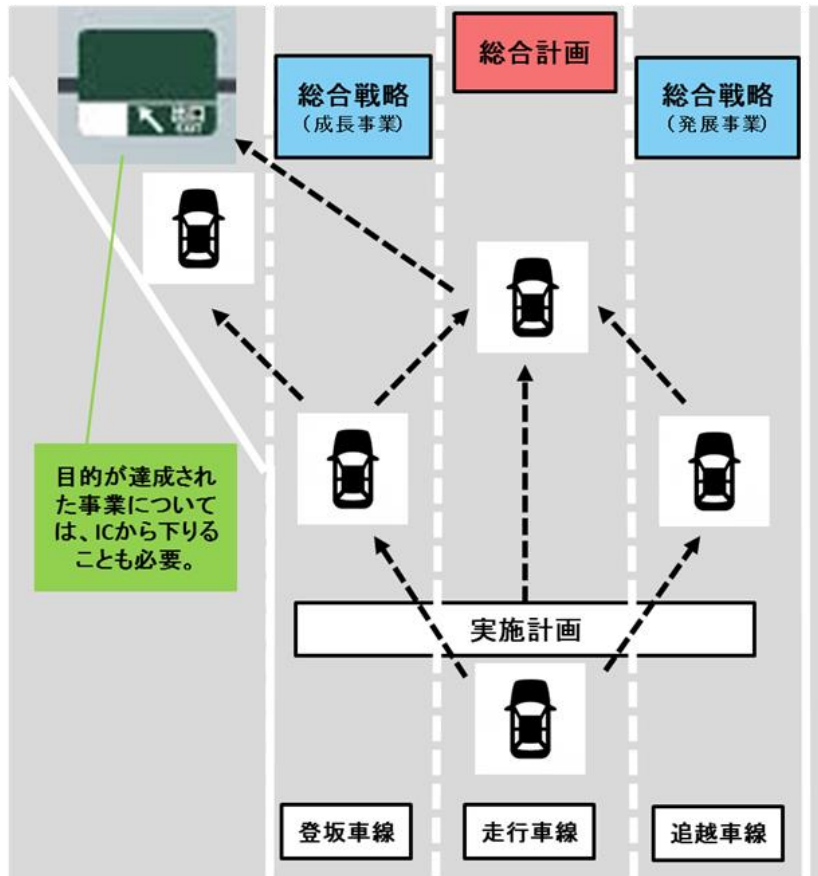 総合計画
総合戦略
（成長事業）
総合戦略
（発展事業）
出口
EXIT
目的が達成され
た事業について
は、ICから下りる
ことも必要。
実施計画
登坂車線
走行車線
追越車線